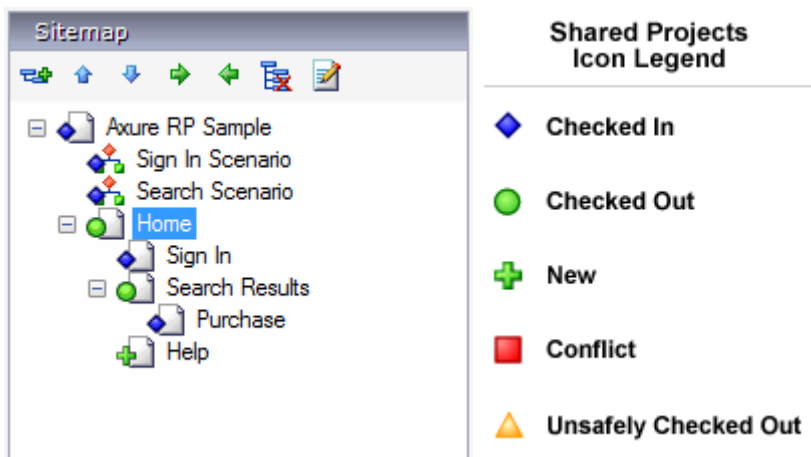 Sitemap
Axure RP Sample
Sign In Scenario
Search Scenario
Home
Sign In
Search Results
Purchase
Help
Shared Projects
Icon Legend
Checked In
Checked Out
New
Conflict
Unsafely Checked Out